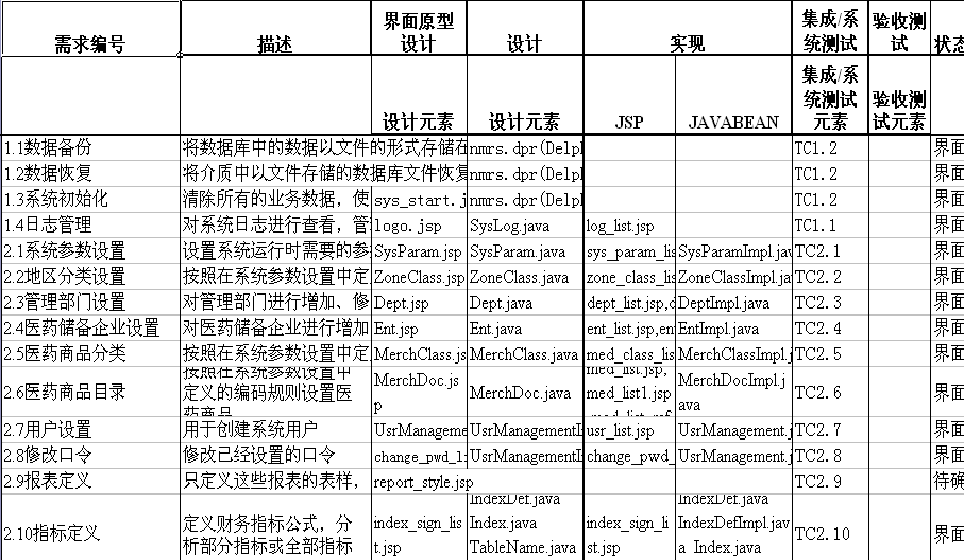 需求编号 描述 界面原型设计 设计 实现 集成/系统测试 验收测试 状态
设计元素 设计元素 JSP JAVABEAN 集成/系统测试元素 验收测试元素
1.1数据备份 将数据库中的数据以文件的形式存储在 nmrs.dpr(Delph TC1.2 界面
1.2数据恢复 将介质中以文件存储的数据库文件恢复 nmrs.dpr(Delph TC1.2 界面
1.3系统初始化 清除所有的业务数据，使 sys_start.j nmrs.dpr(Delph TC1.2 界面
1.4日志管理 对系统日志进行查看，管 logo.jsp SysLog.java log_list.jsp TC1.1 界面
2.1系统参数设置 设置系统运行时需要的参 SysParam.jsp SysParam.java sys_param_lis SysParamImpl.java TC2.1 界面
2.2地区分类设置 按照在系统参数设置中定 ZoneClass.jsp ZoneClass.java zone_class_lis ZoneClassImpl.java TC2.2 界面
2.3管理部门设置 对管理部门进行增加、修 Dept.jsp Dept.java dept_list.jsp,d DeptImpl.java TC2.3 界面
2.4医药储备企业设置 对医药储备企业进行增加 Ent.jsp Ent.java ent_list.jsp,en EntImpl.java TC2.4 界面
2.5医药商品分类 按照在系统参数设置中定 MerchClass.js MerchClass.java med_class_lis MerchClassImpl.j TC2.5 界面
2.6医药商品目录 按照在系统参数设置中定义的编码规则设置医药商品 MerchDoc.jsp MerchDoc.java med_list.jsp, med_list1.jsp MerchDocImpl.java TC2.6 界面
2.7用户设置 用于创建系统用户 UsrManageme UsrManagementI usr_list.jsp UsrManagement.j TC2.7 界面
2.8修改口令 修改已经设置的口令 change_pwd_1 UsrManagementI change_pwd_ UsrManagement.j TC2.8 界面
2.9报表定义 只定义这些报表的表样， report_style.jsp TC2.9 待确
2.10指标定义 定义财务指标公式，分析部分指标或全部指标 index_sign_list.jsp IndexDef.java Index.java TableName.java index_sign_list.jsp IndexDef.java IndexDefImpl.java Index.java TC2.10 界面